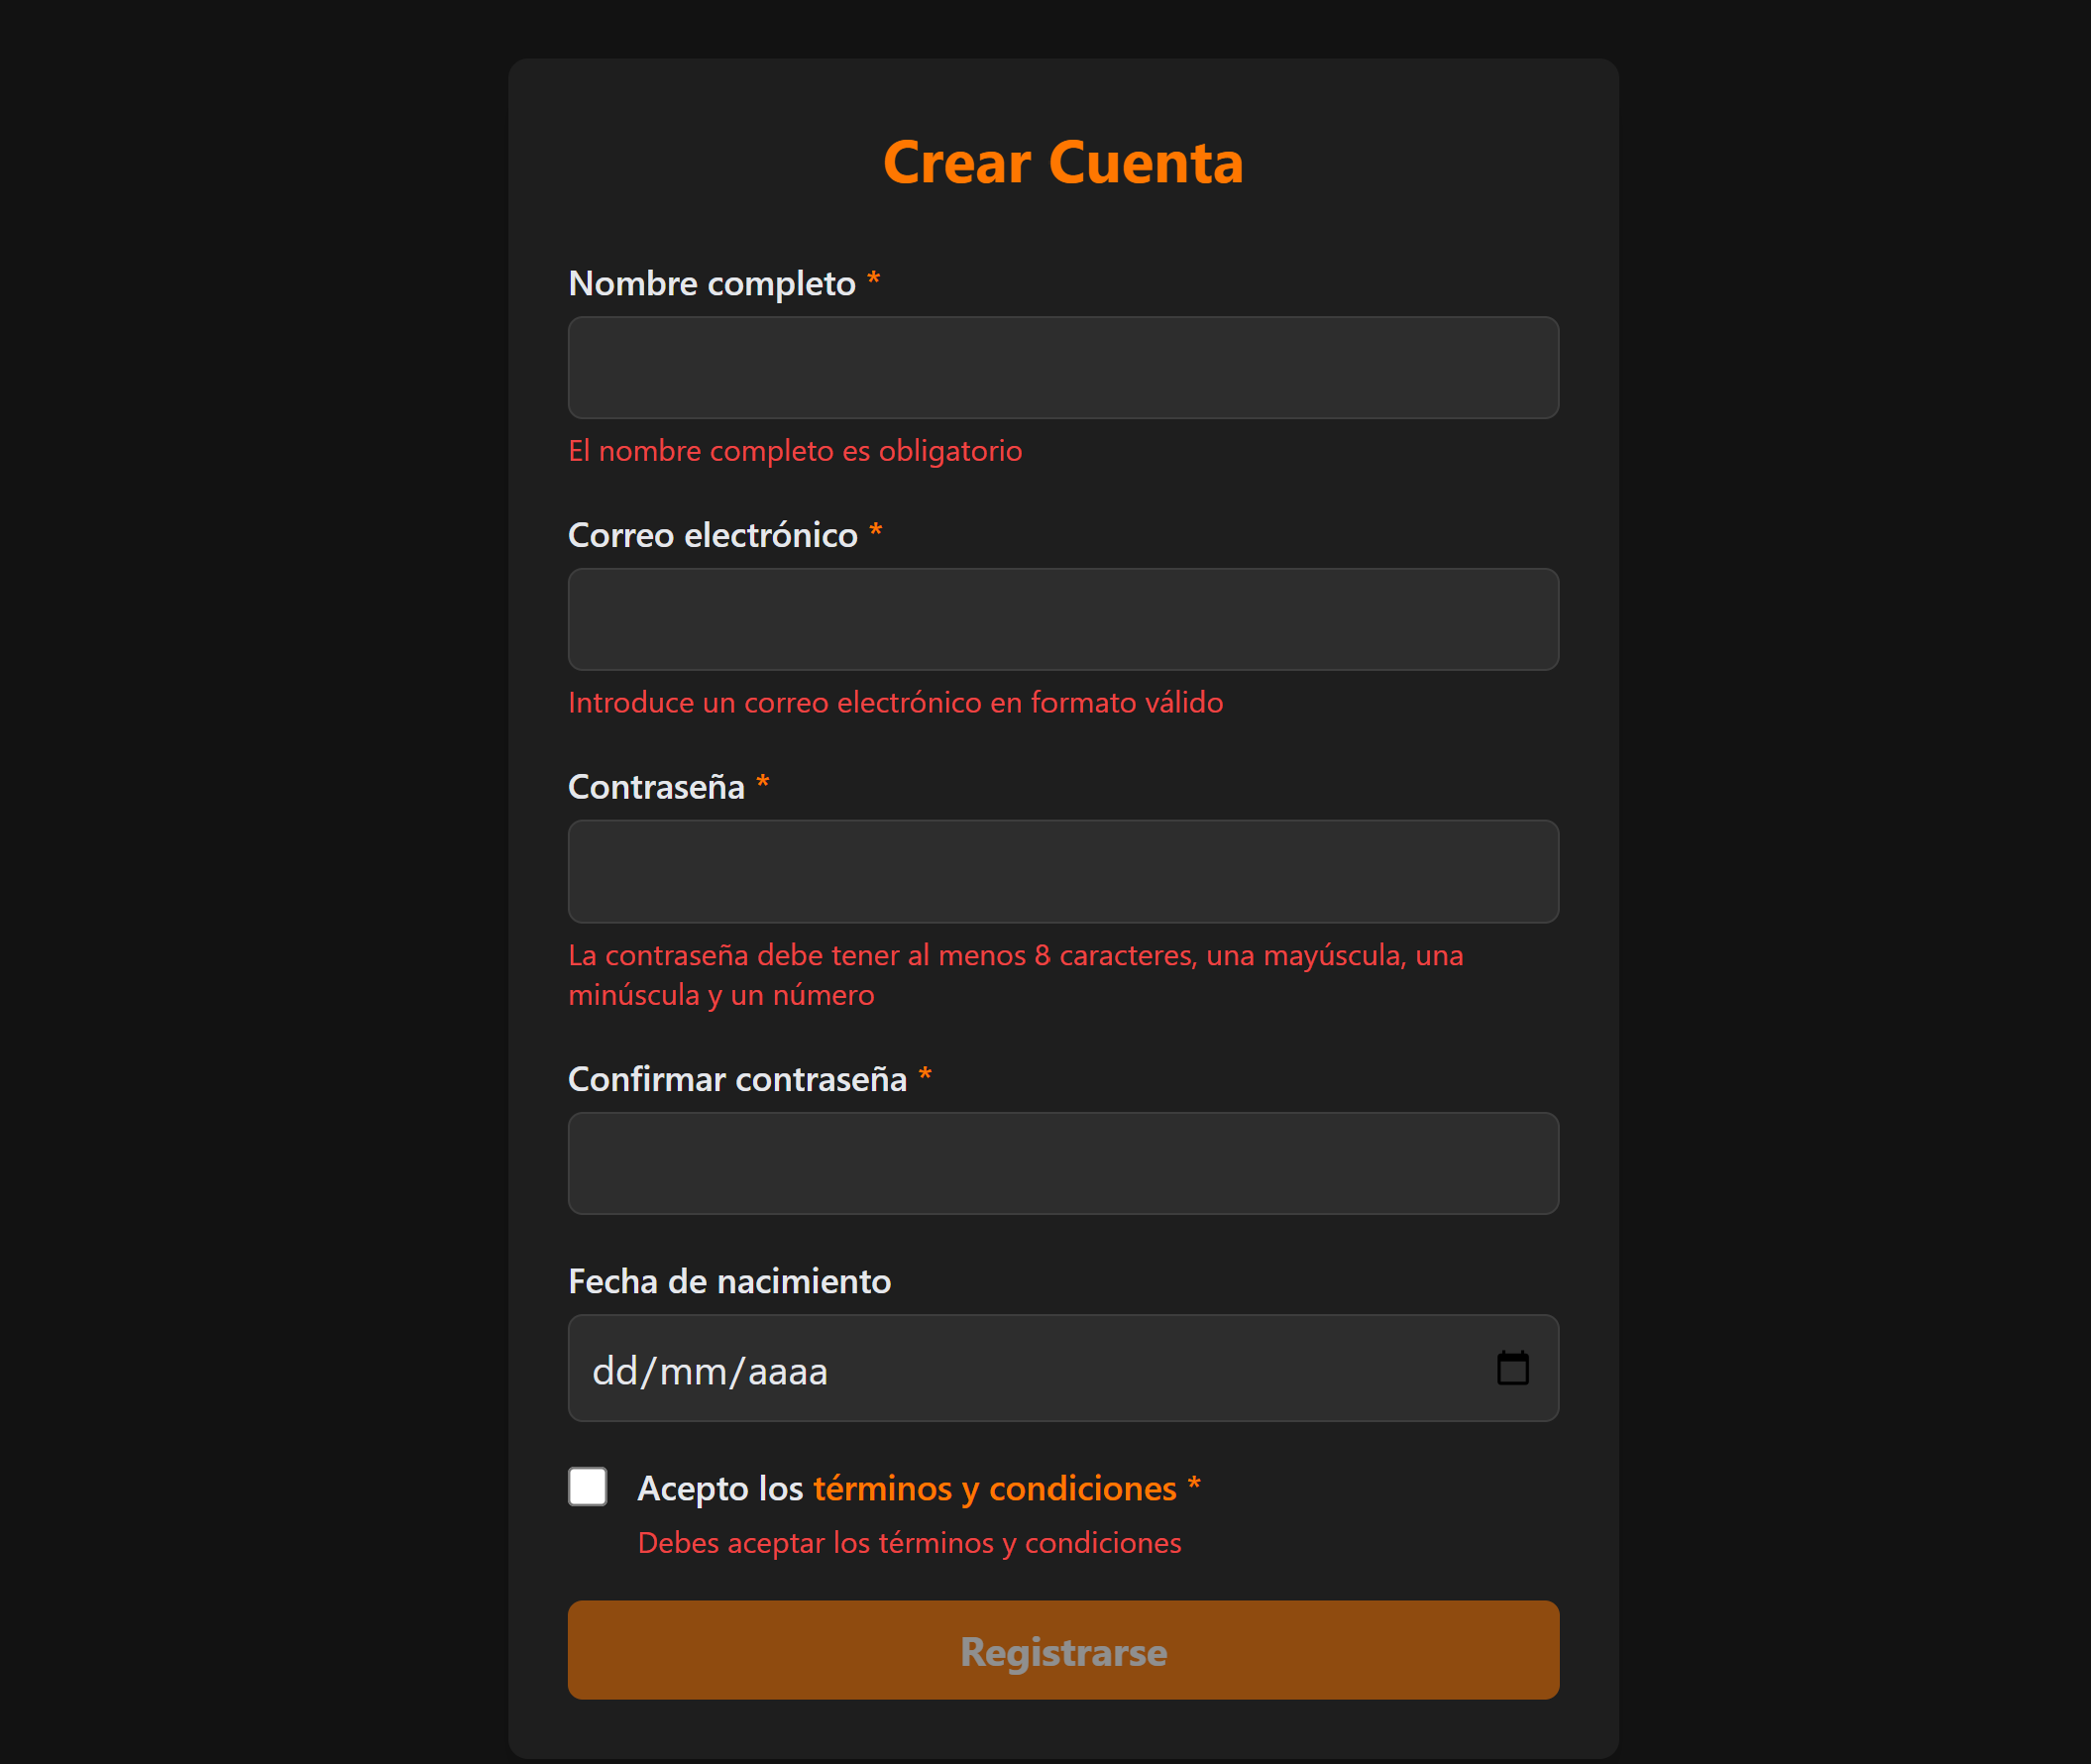 Crear Cuenta
Nombre completo *
El nombre completo es obligatorio
Correo electrónico *
Introduce un correo electrónico en formato válido
Contraseña *
La contraseña debe tener al menos 8 caracteres, una mayúscula, una
minúscula y un número
Confirmar contraseña *
Fecha de nacimiento
dd/mm/aaaa
Acepto los términos y condiciones *
Debes aceptar los términos y condiciones
Registrarse